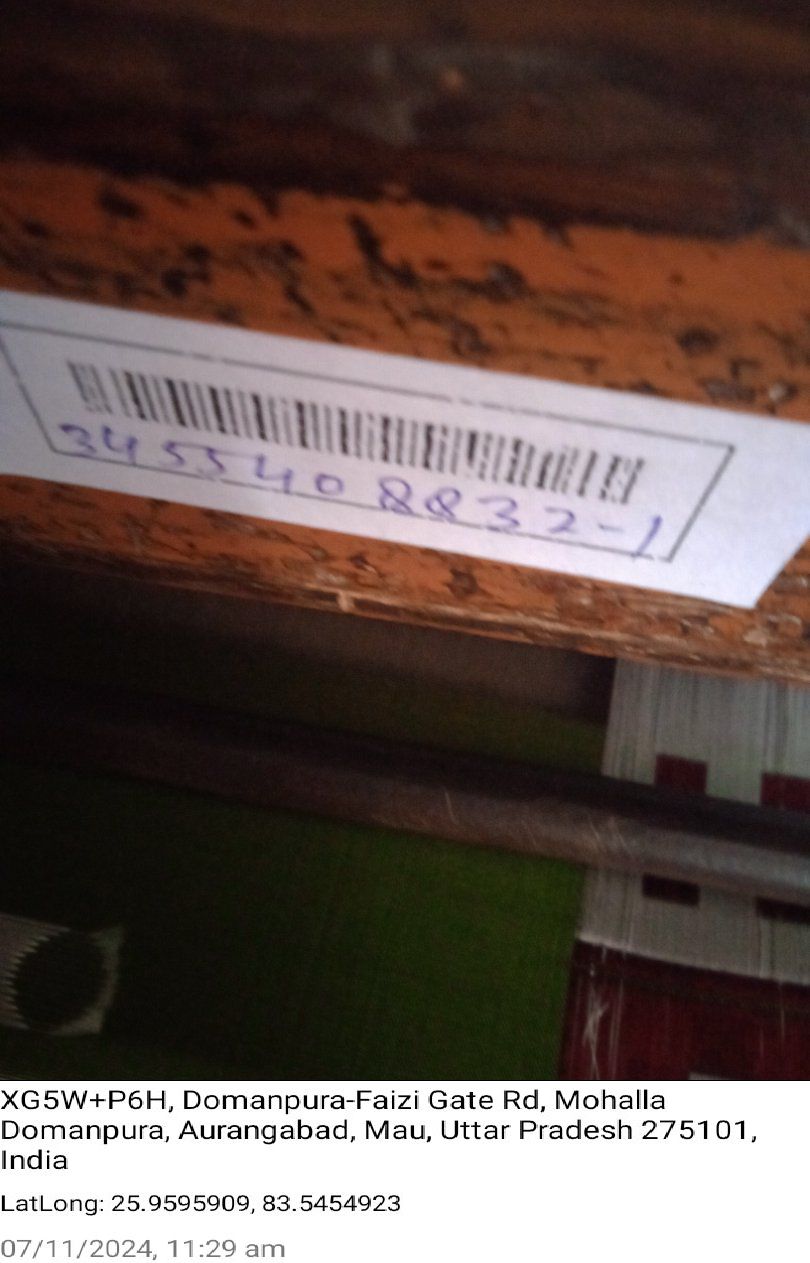 3455408832-1
XG5W+P6H, Domanpura-Faizi Gate Rd, Mohalla
Domanpura, Aurangabad, Mau, Uttar Pradesh 275101,
India
LatLong: 25.9595909, 83.5454923
07/11/2024, 11:29 am